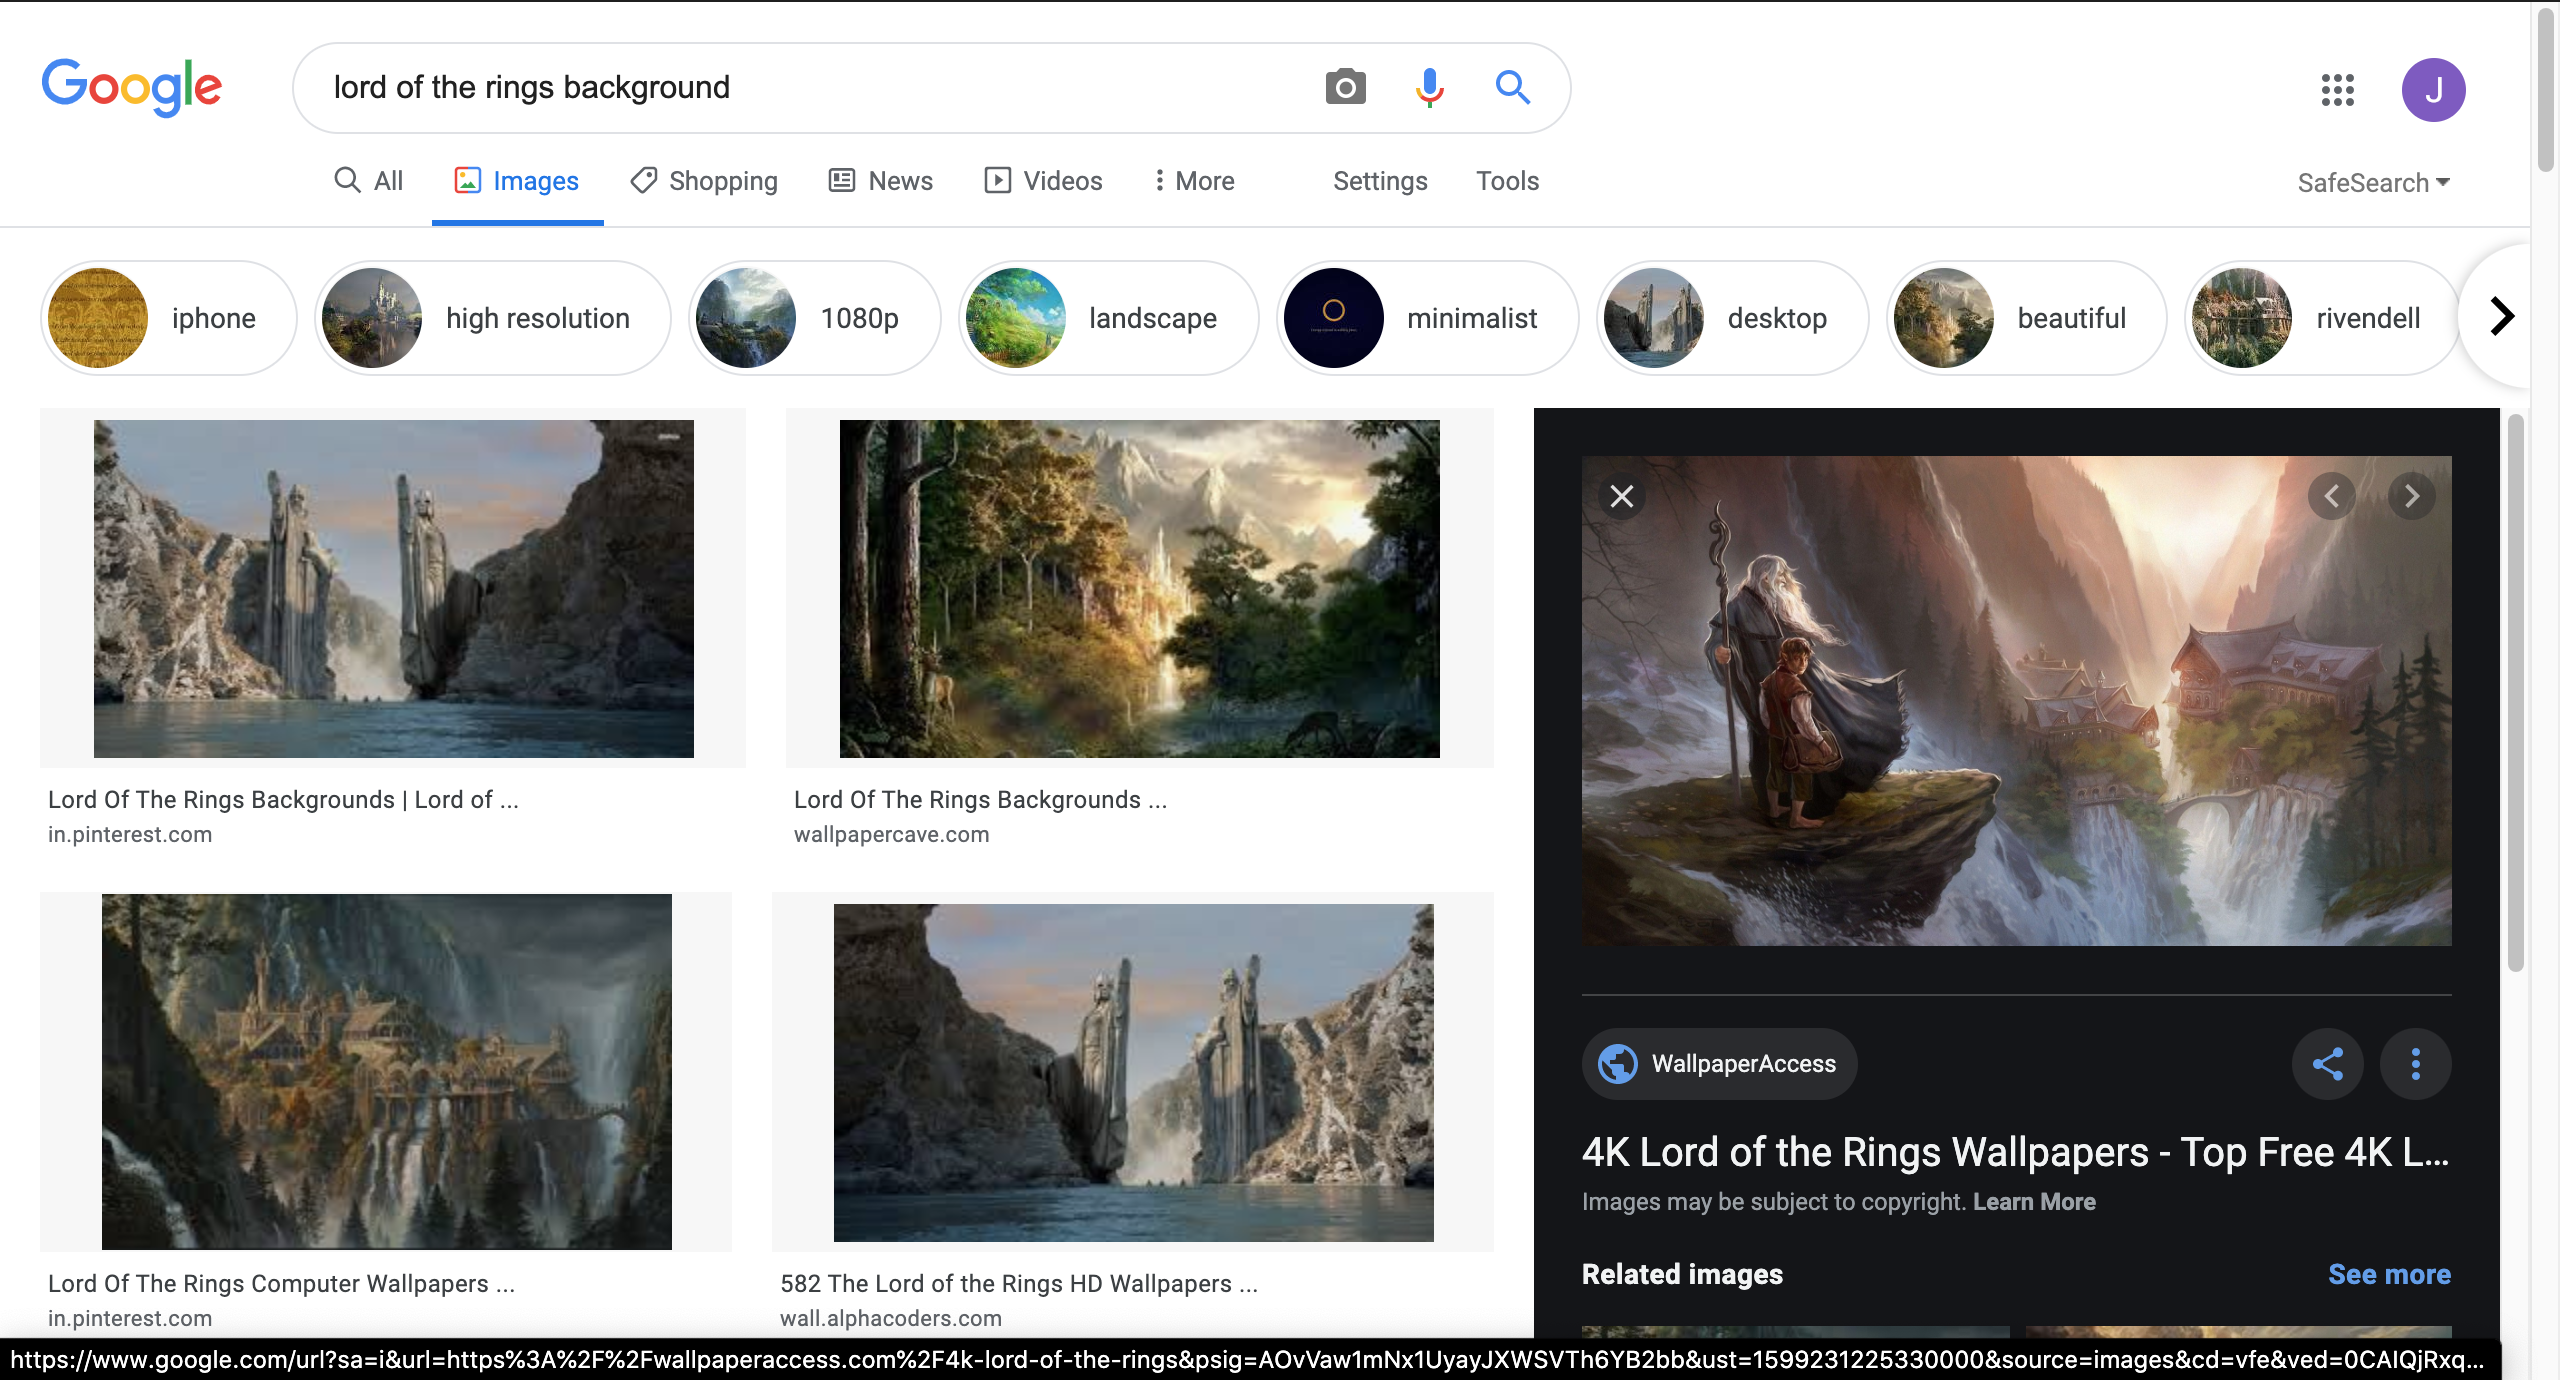 Google
lord of the rings background
J
All
Images
Shopping
News
Videos
More
Settings
Tools
SafeSearch
iphone
high resolution
1080p
landscape
minimalist
desktop
beautiful
rivendell
Lord Of The Rings Backgrounds | Lord of ...
in.pinterest.com
Lord Of The Rings Backgrounds ...
wallpapercave.com
Lord Of The Rings Computer Wallpapers ...
in.pinterest.com
582 The Lord of the Rings HD Wallpapers ...
wall.alphacoders.com
WallpaperAccess
4K Lord of the Rings Wallpapers - Top Free 4K L...
Images may be subject to copyright. Learn More
Related images
See more
https://www.google.com/url?sa=i&url=https%3A%2F%2Fwallpaperaccess.com%2F4k-lord-of-the-rings&psig=AOvVaw1mNx1UyayJXWSVTh6YB2bb&ust=1599231225330000&source=images&cd=vfe&ved=0CAIQjRxq...